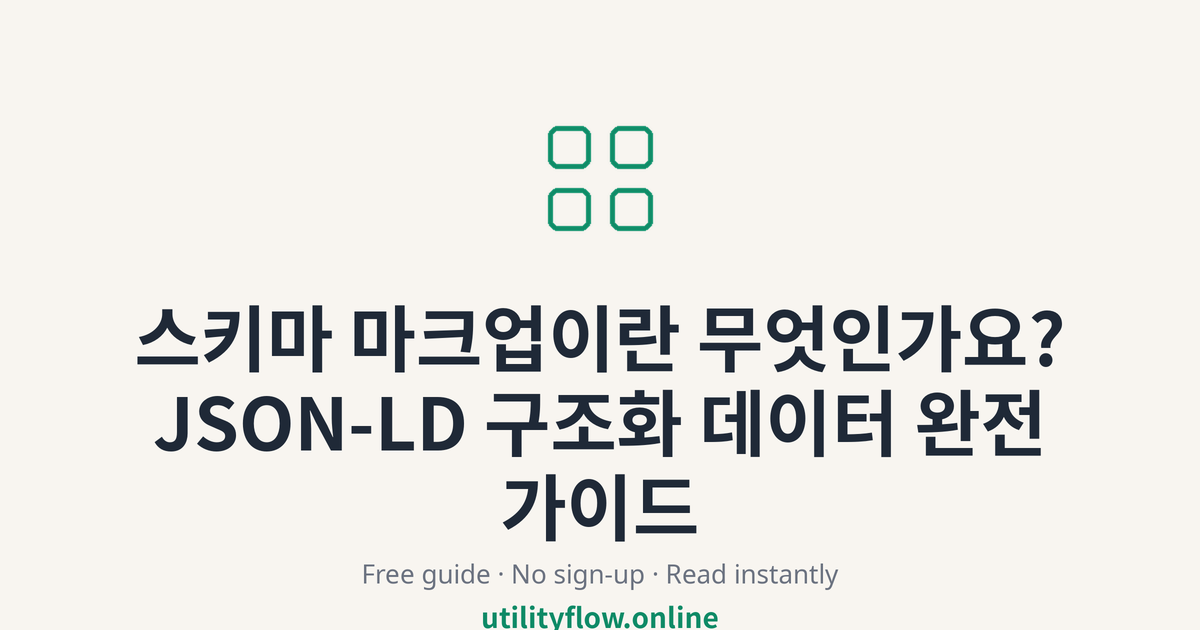 스키마 마크업이란 무엇인가요?
JSON-LD 구조화 데이터 완전
가이드
Free guide · No sign-up · Read instantly
utilityflow.online